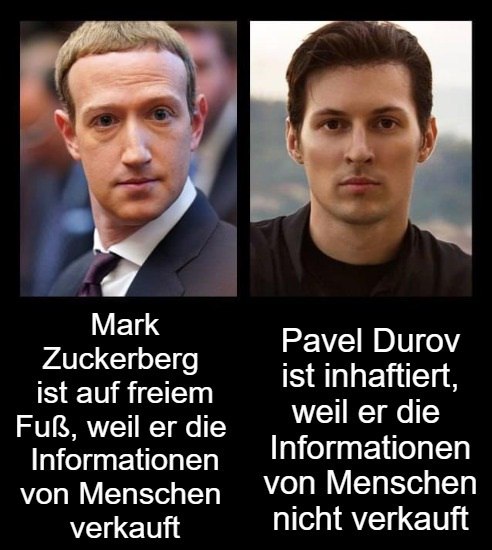 Mark
Zuckerberg
ist auf freiem
Fuß, weil er die
Informationen
von Menschen
verkauft
Pavel Durov
ist inhaftiert,
weil er die
Informationen
von Menschen
nicht verkauft